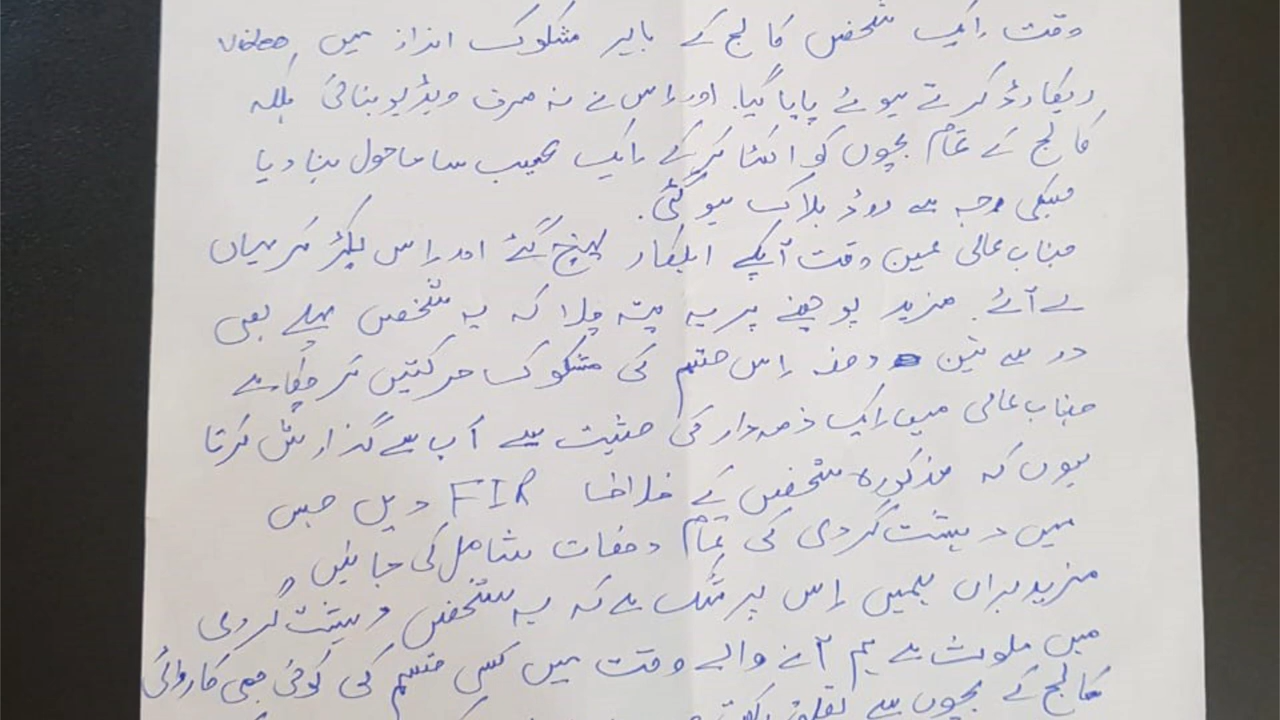 وقت ایک شخص کالج کے باہر مشکوک انداز میں video
ریکارڈ کرتے ہوئے پایا گیا. اور اس نے نہ صرف ویڈیو بنائی بلکہ
کالج کے تمام بچوں کو اکٹھا کر کے ایک عجیب سا ماحول بنا دیا
جسکی وجہ سے روڈ بلاک ہو گئی.
جناب عالی عین وقت آپکے اہلکار پہنچ گئے اور اس پکڑ کر یہاں
لے آئے. مزید پوچھنے پر یہ پتہ چلا کہ یہ شخص پہلے بھی
دو سے تین دفعہ اس قسم کی مشکوک حرکتیں کر چکا ہے
جناب عالی میں ایک ذمہ دار کی حثیت سے آپ سے گذارش کرتا
ہوں کہ مذکورہ شخص کے خلاف FIR دیں جس
میں دہشت گردی کی تمام دفعات شامل کی جائیں
مزید براں ہمیں اس پر شک ہے کہ یہ شخص دہشت گردی
میں ملوث ہے ہم آنے والے وقت میں کسی قسم کی کوئی بھی کاروائی
کالج کے بچوں سے تعلق